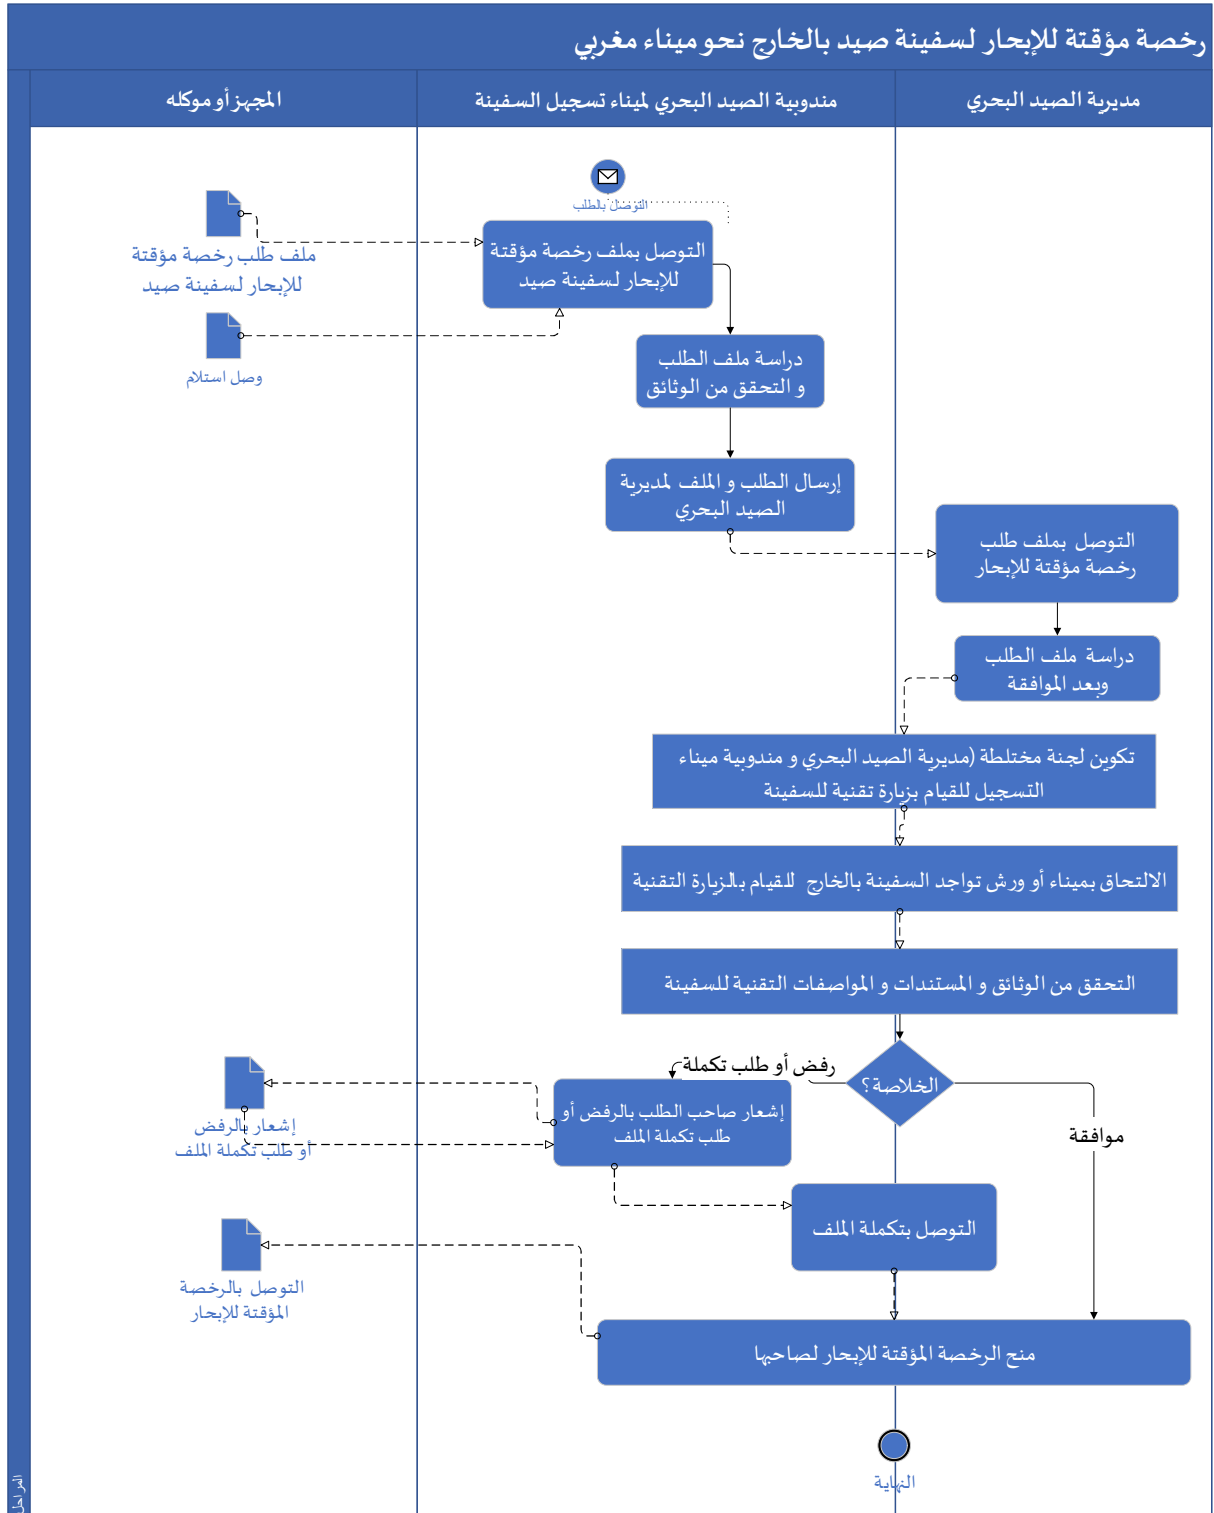 رخصة مؤقتة للإبحار لسفينة صيد بالخارج نحو ميناء مغربي
مديرية الصيد البحري
مندوبية الصيد البحري لميناء تسجيل السفينة
المجهز أو موكله
التوصل بالطلب
ملف طلب رخصة مؤقتة
للإبحار لسفينة صيد
التوصل بملف رخصة مؤقتة
للإبحار لسفينة صيد
وصل استلام
دراسة ملف الطلب
و التحقق من الوثائق
إرسال الطلب و الملف لمديرية
الصيد البحري
التوصل بملف طلب
رخصة مؤقتة للإبحار
دراسة ملف الطلب
وبعد الموافقة
تكوين لجنة مختلطة (مديرية الصيد البحري و مندوبية ميناء
التسجيل للقيام بزيارة تقنية للسفينة
الالتحاق بميناء أو ورش تواجد السفينة بالخارج للقيام بالزيارة التقنية
التحقق من الوثائق و المستندات و المواصفات التقنية للسفينة
الخلاصة؟
رفض أو طلب تكملة
موافقة
إشعار صاحب الطلب بالرفض أو
طلب تكملة الملف
إشعار بالرفض
أو طلب تكملة الملف
التوصل بتكملة الملف
التوصل بالرخصة
المؤقتة للإبحار
منح الرخصة المؤقتة للإبحار لصاحبها
النهاية
المراحل